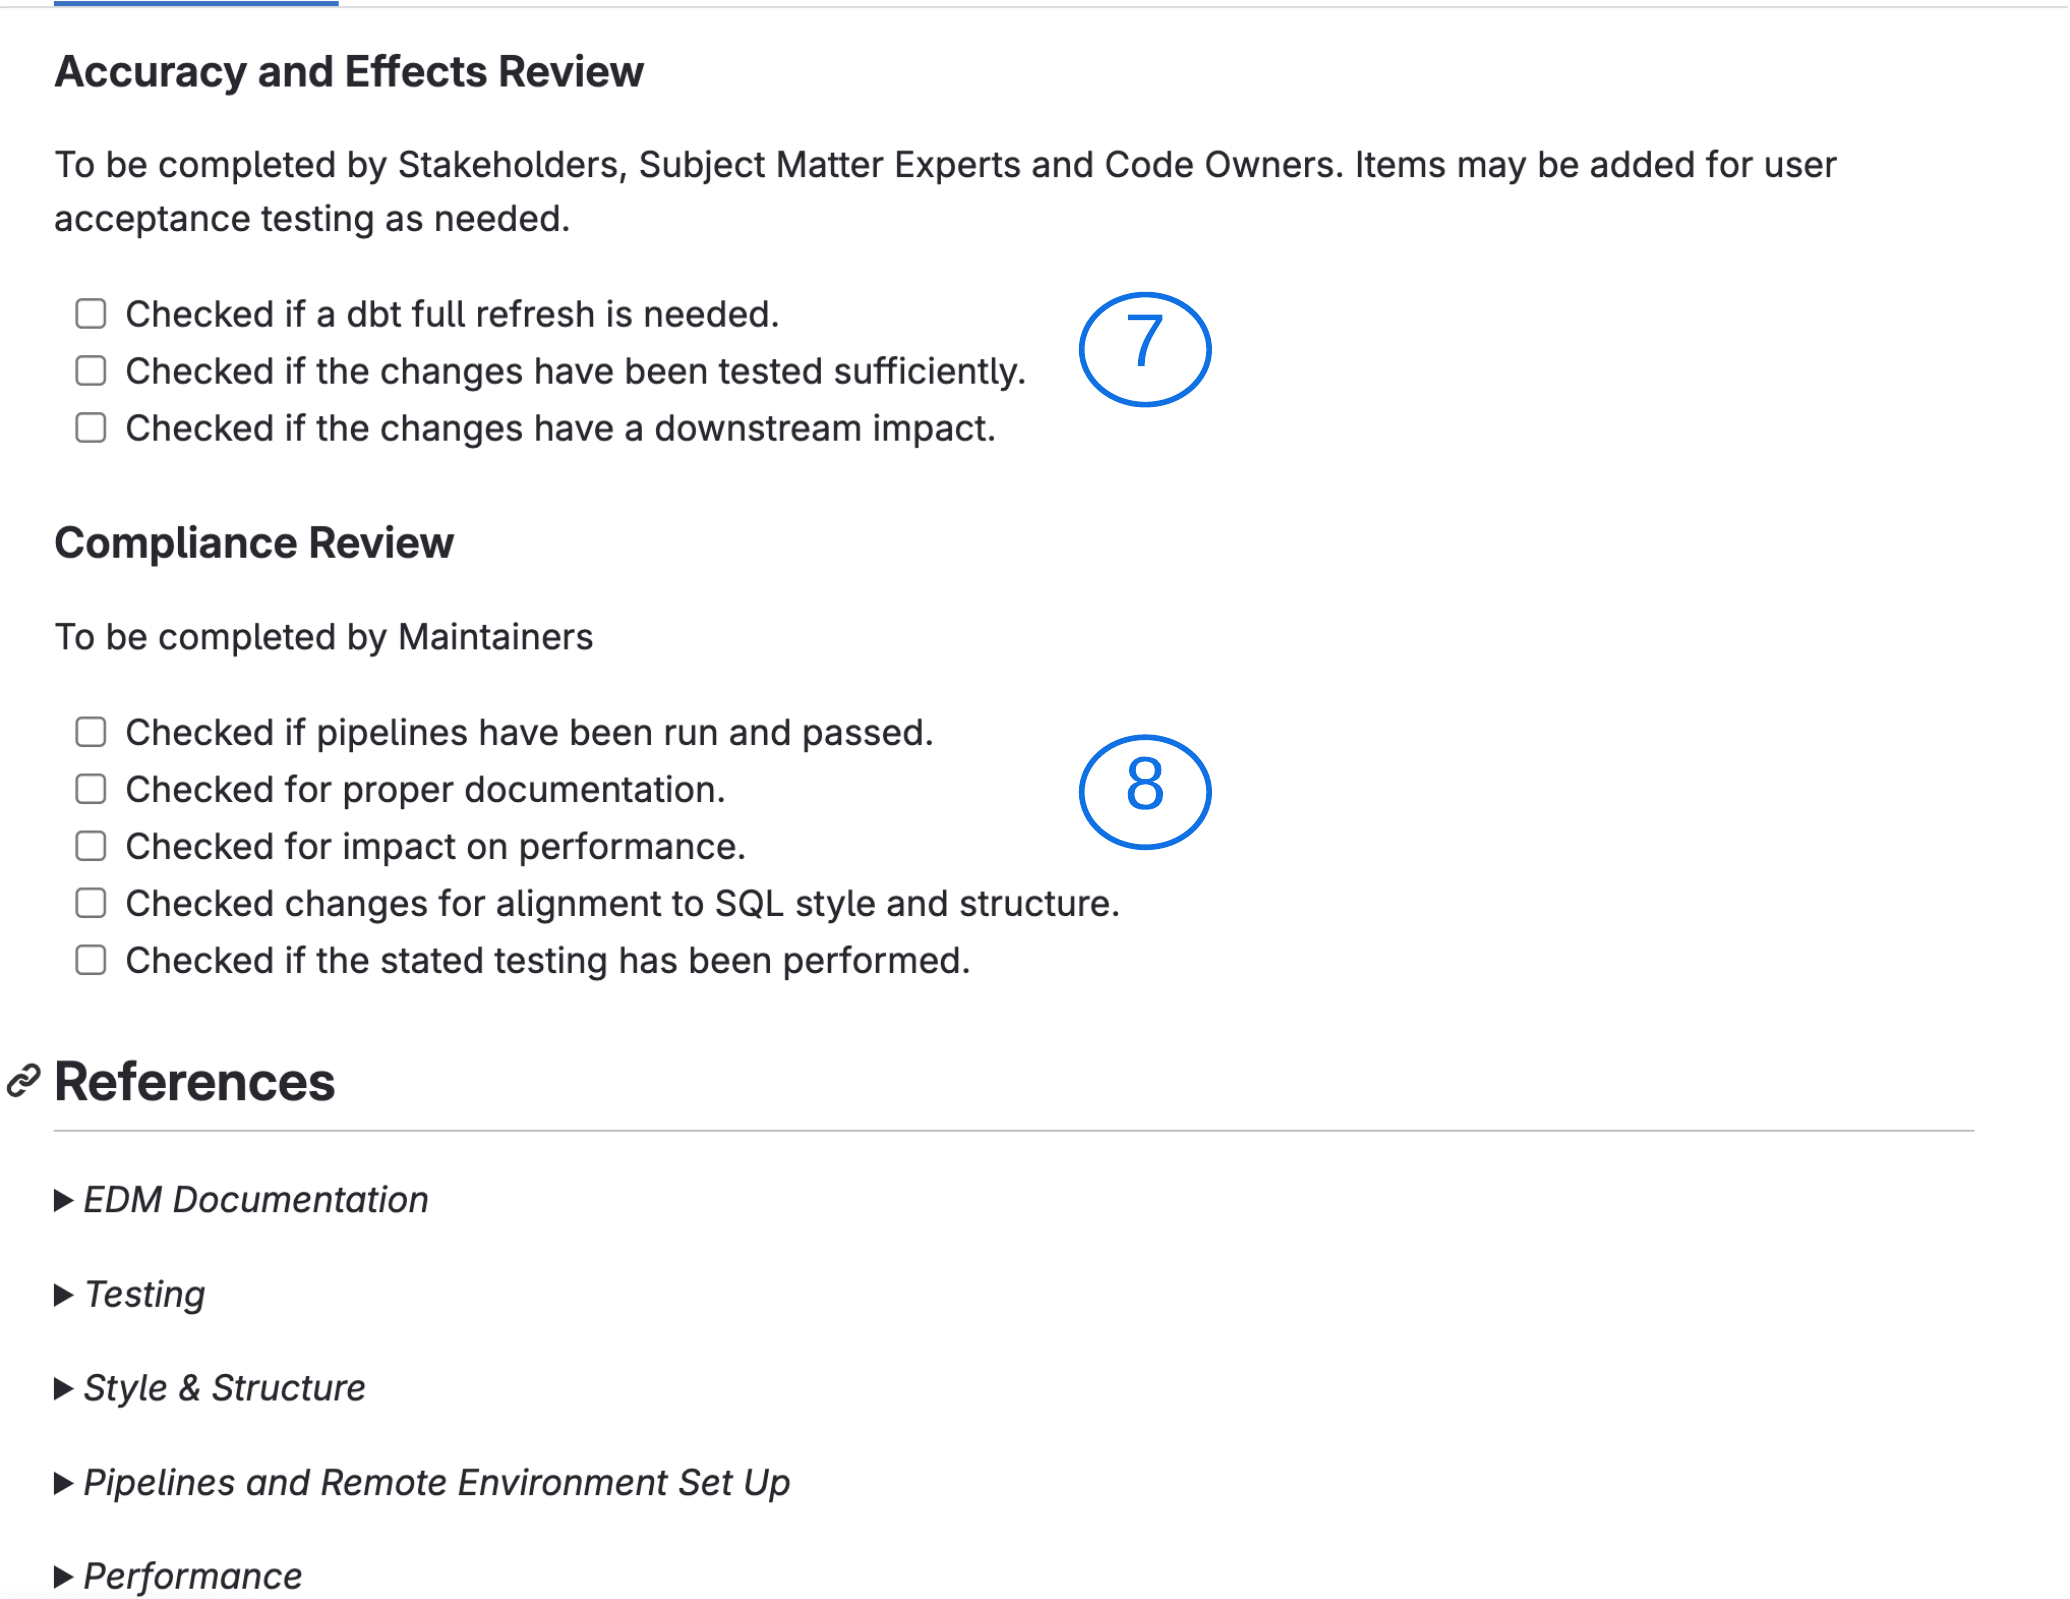 Accuracy and Effects Review
To be completed by Stakeholders, Subject Matter Experts and Code Owners. Items may be added for user
acceptance testing as needed.
Checked if a dbt full refresh is needed.
7
Checked if the changes have been tested sufficiently.
Checked if the changes have a downstream impact.
Compliance Review
To be completed by Maintainers
Checked if pipelines have been run and passed.
8
Checked for proper documentation.
Checked for impact on performance.
Checked changes for alignment to SQL style and structure.
Checked if the stated testing has been performed.
References
EDM Documentation
Testing
Style & Structure
Pipelines and Remote Environment Set Up
Performance